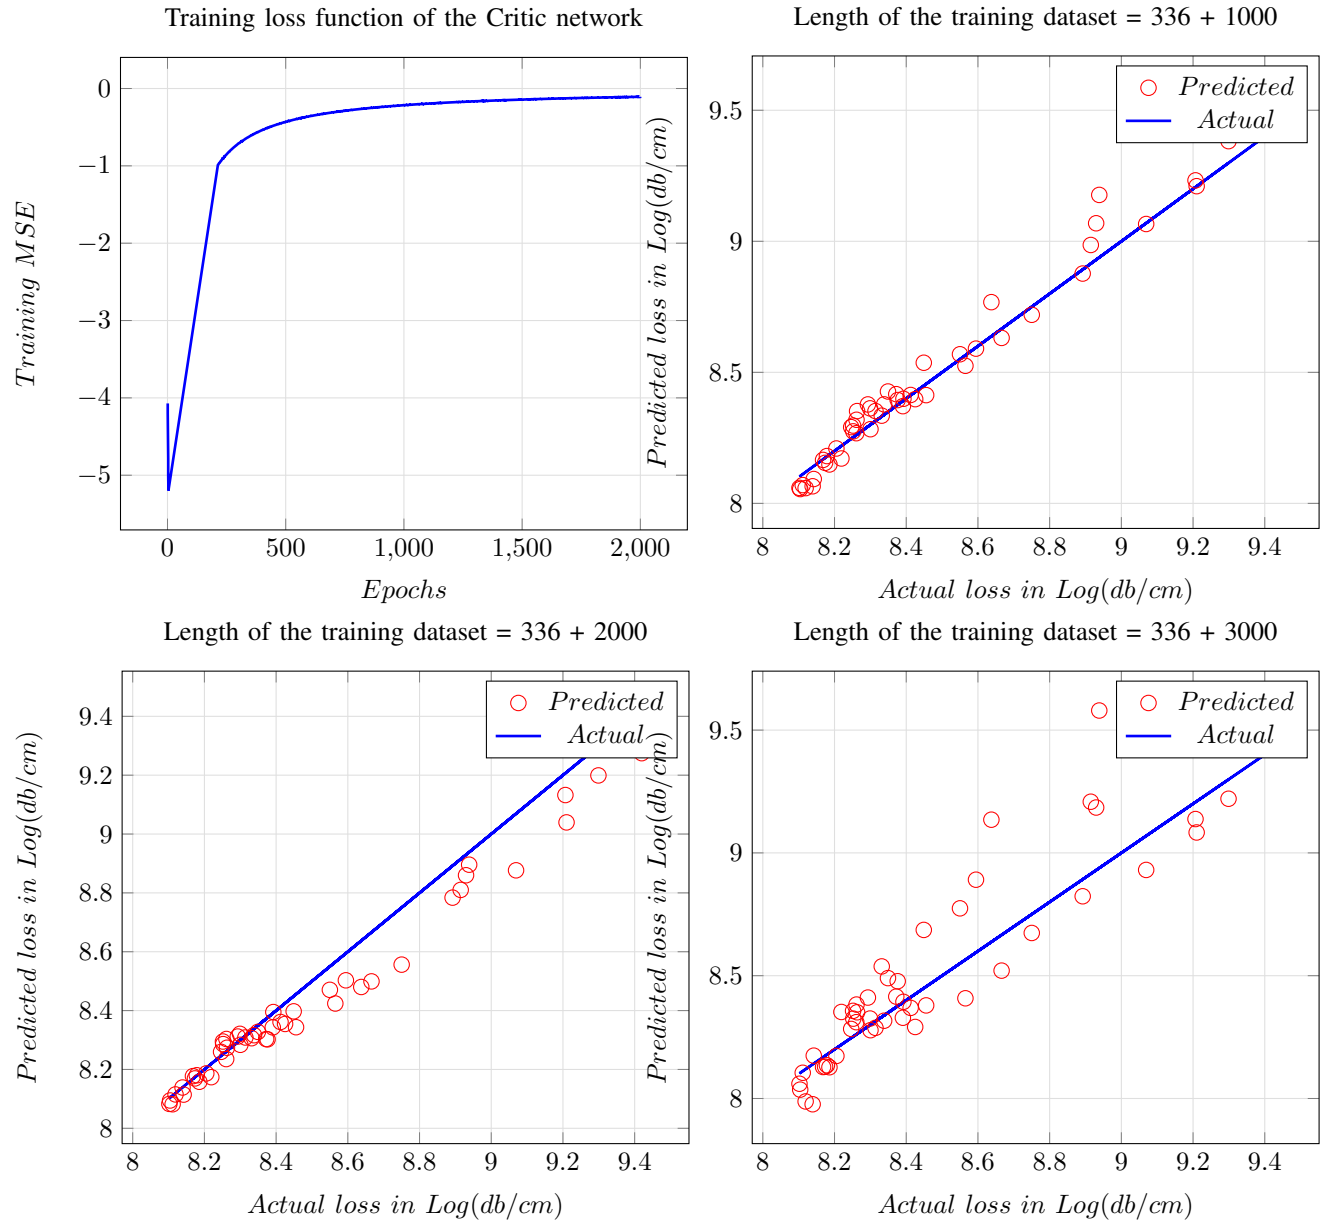 Training loss function of the Critic network
0
−1
−2
−3
−4
−5
Training MSE
0 500 1,000 1,500 2,000
Epochs
Length of the training dataset = 336 + 1000
Predicted
Actual
9.5
9
8.5
8
Predicted loss in Log(db/cm)
8 8.2 8.4 8.6 8.8 9 9.2 9.4
Actual loss in Log(db/cm)
Length of the training dataset = 336 + 2000
Predicted
Actual
9.4
9.2
9
8.8
8.6
8.4
8.2
8
Predicted loss in Log(db/cm)
8 8.2 8.4 8.6 8.8 9 9.2 9.4
Actual loss in Log(db/cm)
Length of the training dataset = 336 + 3000
Predicted
Actual
9.5
9
8.5
8
Predicted loss in Log(db/cm)
8 8.2 8.4 8.6 8.8 9 9.2 9.4
Actual loss in Log(db/cm)